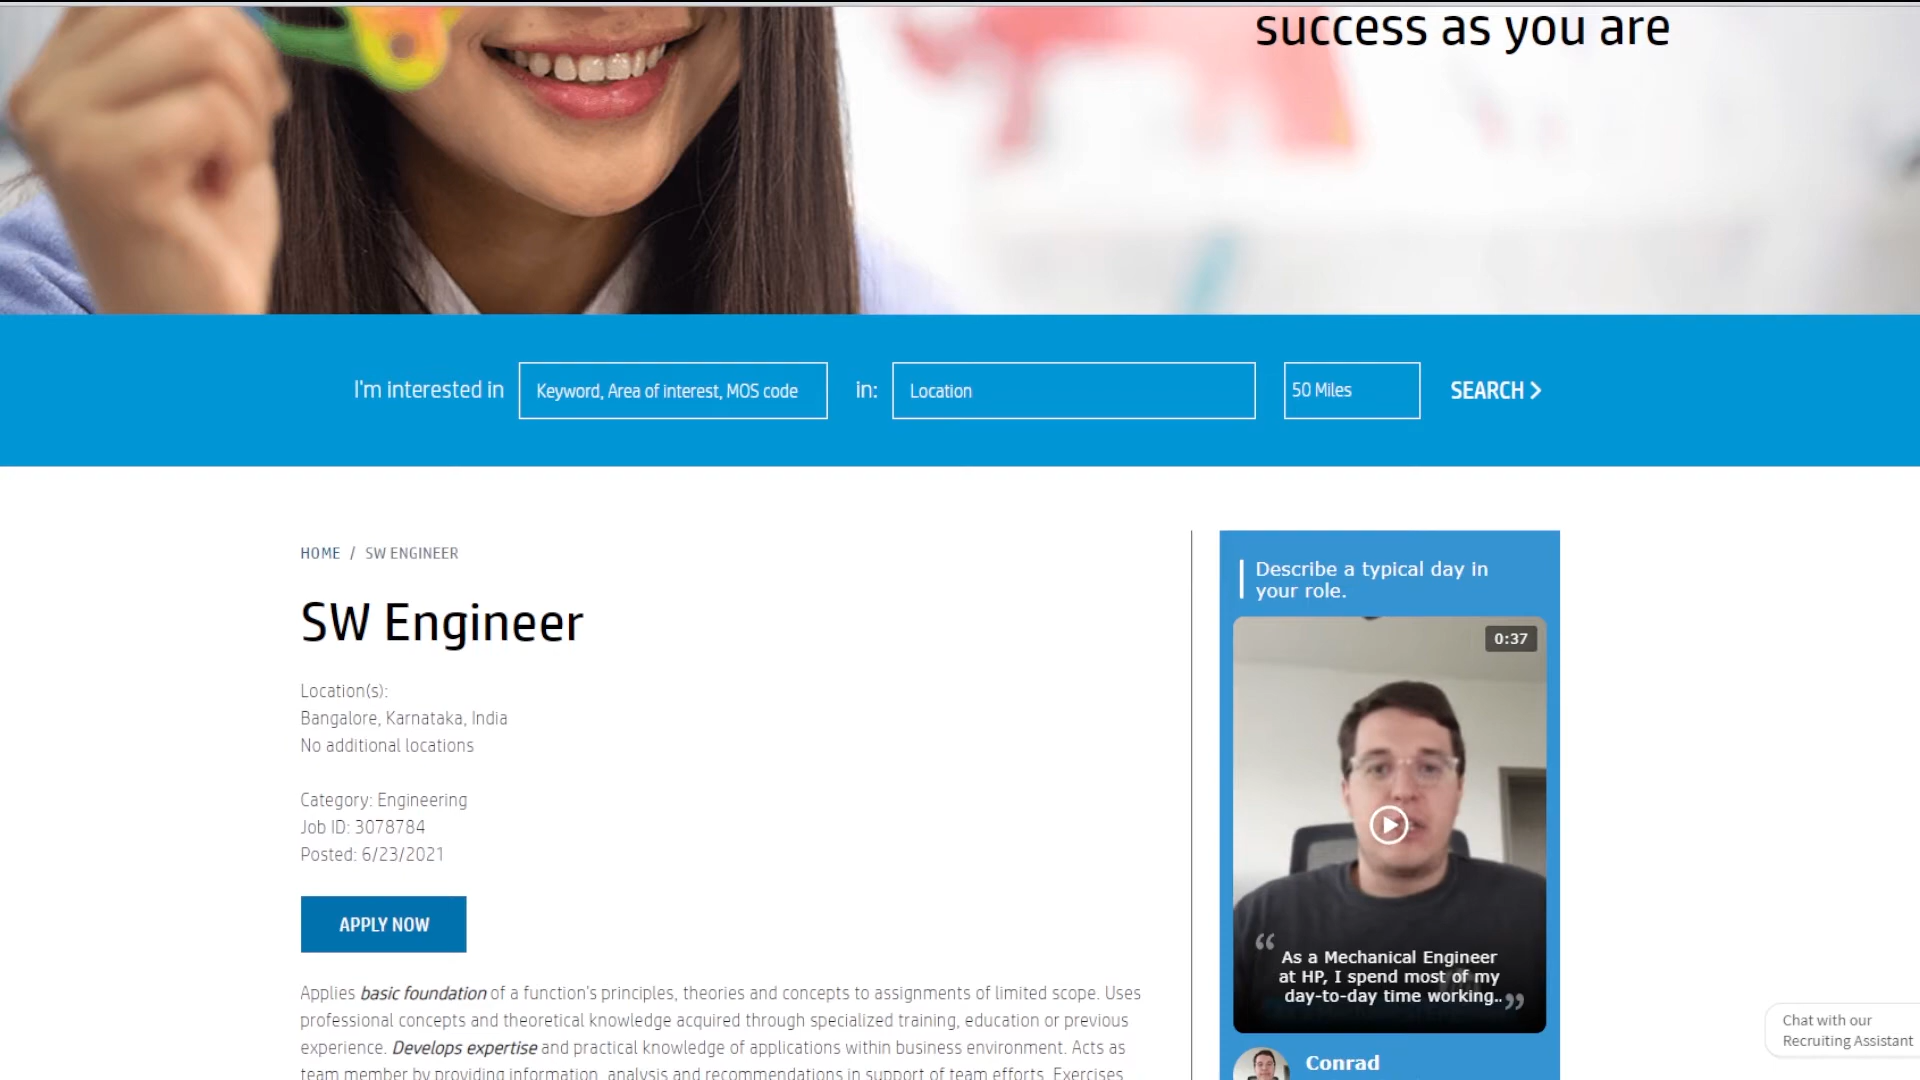 success as you are
I'm interested in Keyword, Area of interest, MOS code in: Location 50 Miles SEARCH
HOME / SW ENGINEER
SW Engineer
Location(s):
Bangalore, Karnataka, India
No additional locations
Category: Engineering
Job ID: 3078784
Posted: 6/23/2021
APPLY NOW
Applies basic foundation of a function's principles, theories and concepts to assignments of limited scope. Uses
professional concepts and theoretical knowledge acquired through specialized training, education or previous
experience. Develops expertise and practical knowledge of applications within business environment. Acts as
team member by providing information, analysis and recommendations in support of team efforts. Exercises
Describe a typical day in
your role.
0:37
“ As a Mechanical Engineer
at HP, I spend most of my
day-to-day time working.. ”
Conrad
Chat with our
Recruiting Assistant